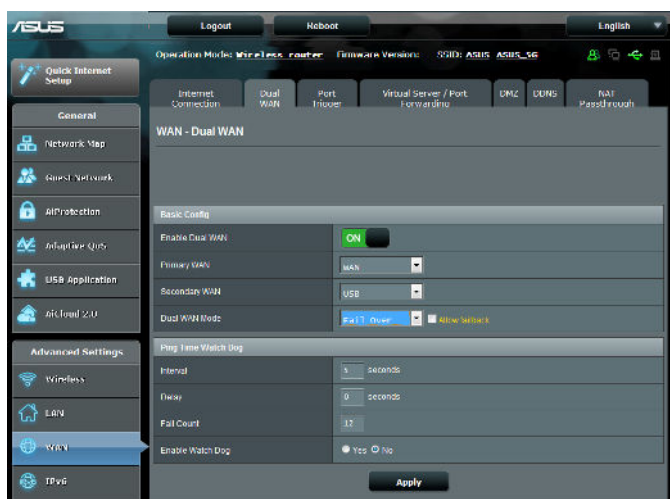 ASUS
Logout
Reboot
English
Operation Mode: Wireless router Firmware Version: SSID: ASUS ASUS_5G
Quick Internet
Setup
Internet
Connection
Dual
WAN
Port
Trigger
Virtual Server / Port
Forwarding
DMZ
DDNS
NAT
Passthrough
General
Network Map
Guest Network
AiProtection
Adaptive QoS
USB Application
AiCloud 2.0
Advanced Settings
Wireless
LAN
WAN
IPv6
WAN - Dual WAN
Basic Config
Enable Dual WAN
ON
Primary WAN
WAN
Secondary WAN
USB
Dual WAN Mode
Fail Over
Allow failback
Ping Time Watch Dog
Interval
5 seconds
Delay
0 seconds
Fail Count
12
Enable Watch Dog
Yes No
Apply